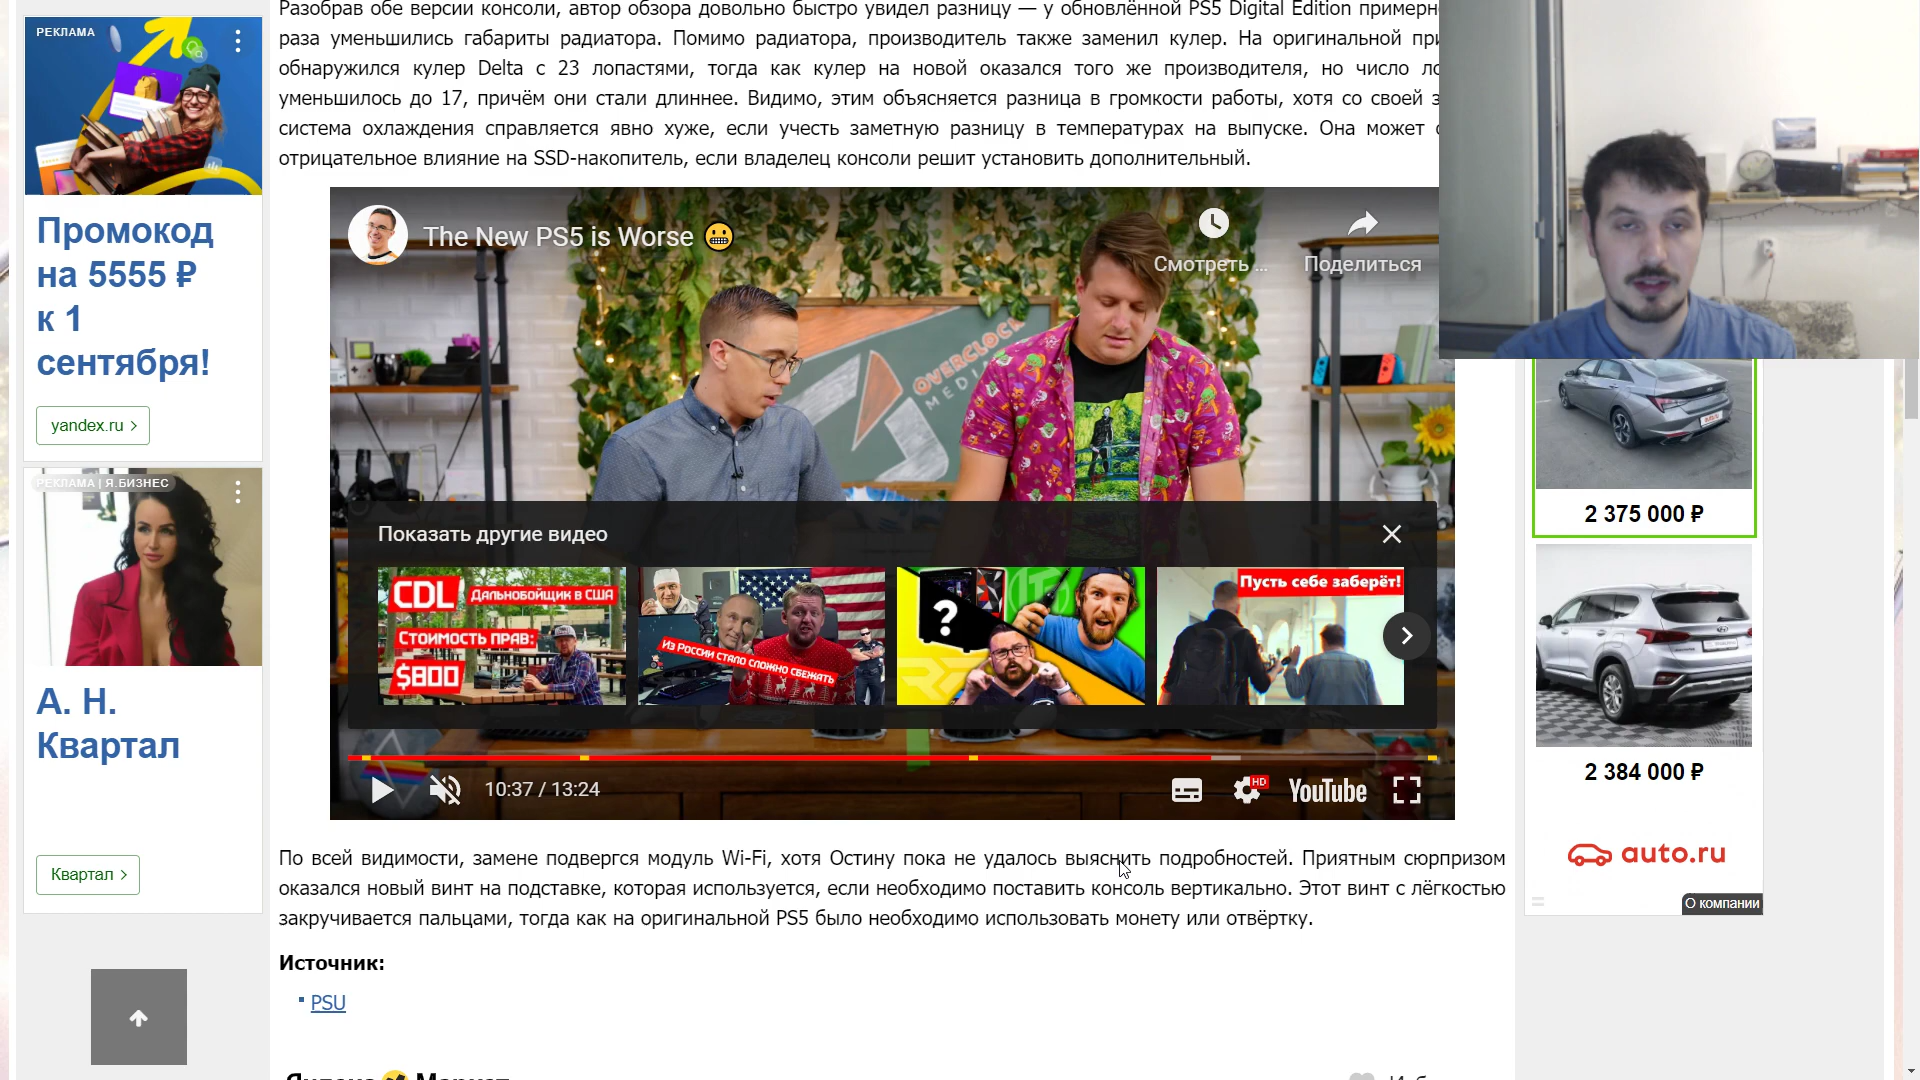 РЕКЛАМА
Промокод
на 5555 ₽
к 1
сентября!
yandex.ru
РЕКЛАМА | Я.БИЗНЕС
А. Н.
Квартал
Квартал
Разобрав обе версии консоли, автор обзора довольно быстро увидел разницу — у обновлённой PS5 Digital Edition
раза уменьшились габариты радиатора. Помимо радиатора, производитель также заменил кулер. На оригинальной
обнаружился кулер Delta с 23 лопастями, тогда как кулер на новой оказался того же производителя, но число
уменьшилось до 17, причём они стали длиннее. Видимо, этим объясняется разница в громкости работы, хотя со своей
система охлаждения справляется явно хуже, если учесть заметную разницу в температурах на выпуске. Она может
отрицательное влияние на SSD-накопитель, если владелец консоли решит установить дополнительный.
The New PS5 is Worse 😬
Смотреть ...
Поделиться
OVERCLOCK
MEDIA
Показать другие видео
CDL ДАЛЬНОБОЙЩИК В США
СТОИМОСТЬ ПРАВ:
$800
ИЗ РОССИИ СТАЛО СЛОЖНО СБЕЖАТЬ
?
Пусть себе заберёт!
10:37 / 13:24
HD
YouTube
По всей видимости, замене подвергся модуль Wi-Fi, хотя Остину пока не удалось выяснить подробностей. Приятным сюрпризом
оказался новый винт на подставке, которая используется, если необходимо поставить консоль вертикально. Этот винт с лёгкостью
закручивается пальцами, тогда как на оригинальной PS5 было необходимо использовать монету или отвёртку.
Источник:
PSU
2 375 000 ₽
2 384 000 ₽
auto.ru
О компании